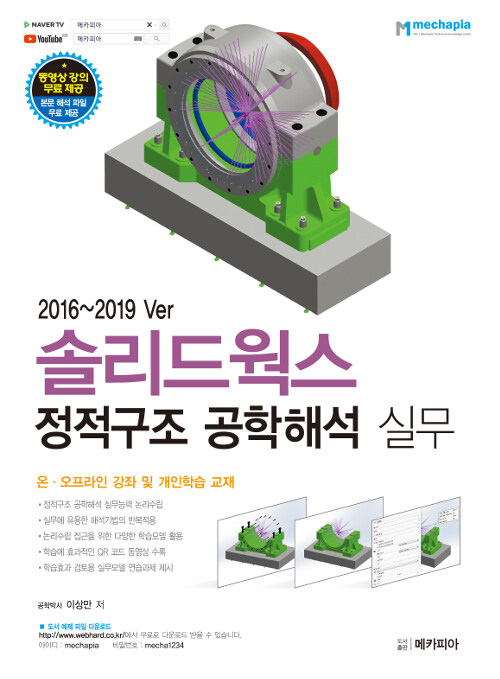 NAVER TV 메카피아
YouTube 메카피아
mechapia
동영상 강의
무료 제공
본문 해석 파일
무료 제공
2016~2019 Ver
솔리드웍스
정적구조 공학해석 실무
온·오프라인 강좌 및 개인학습 교재
• 정적구조 공학해석 실무능력 논리수립
• 실무에 유용한 해석기법의 반복적용
• 논리수립 접근을 위한 다양한 학습모델 활용
• 학습에 효과적인 QR 코드 동영상 수록
• 학습효과 검토용 실무모델 연습과제 제시
공학박사 이상만 저
■ 도서 예제 파일 다운로드
http://www.webhard.co.kr/에서 무료로 다운로드 받을 수 있습니다.
아이디 : mechapia 비밀번호 : mecha1234
도서출판 메카피아